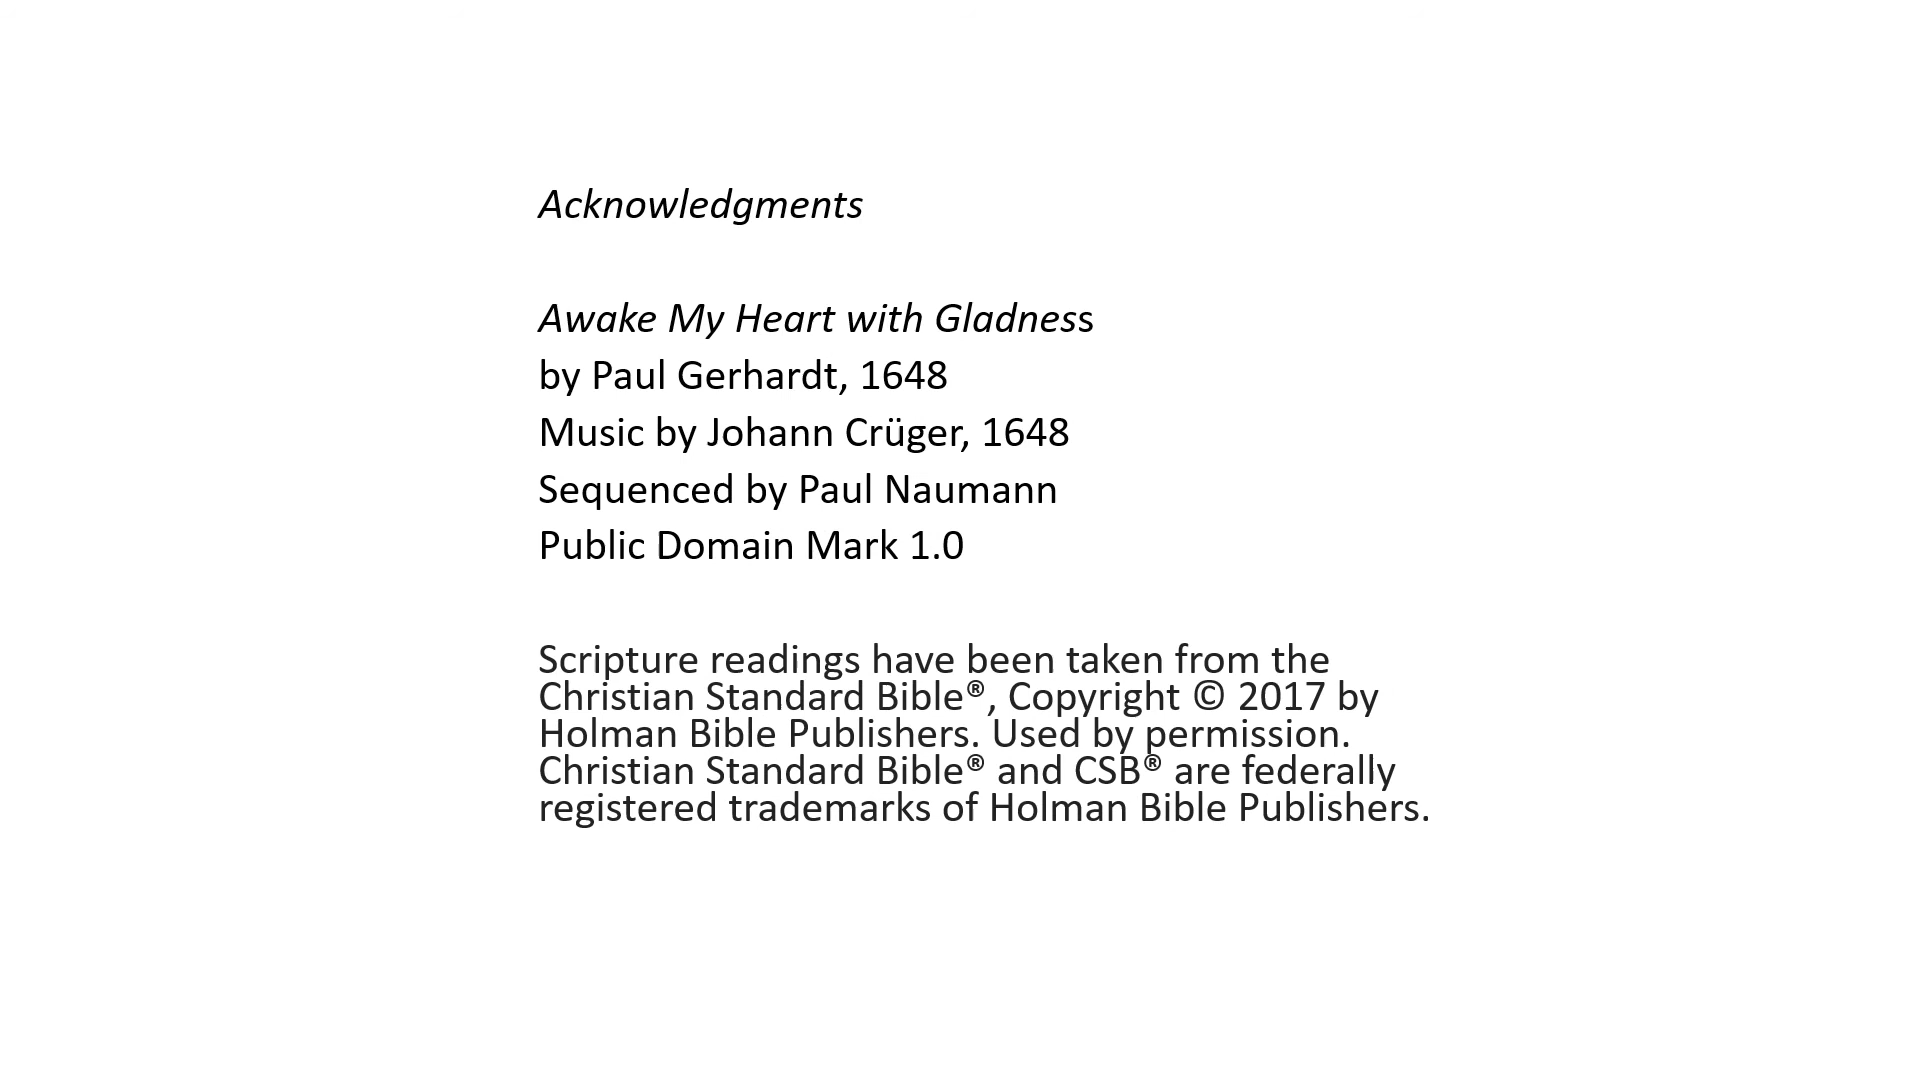 Acknowledgments
Awake My Heart with Gladness
by Paul Gerhardt, 1648
Music by Johann Crüger, 1648
Sequenced by Paul Naumann
Public Domain Mark 1.0
Scripture readings have been taken from the
Christian Standard Bible®, Copyright © 2017 by
Holman Bible Publishers. Used by permission.
Christian Standard Bible® and CSB® are federally
registered trademarks of Holman Bible Publishers.